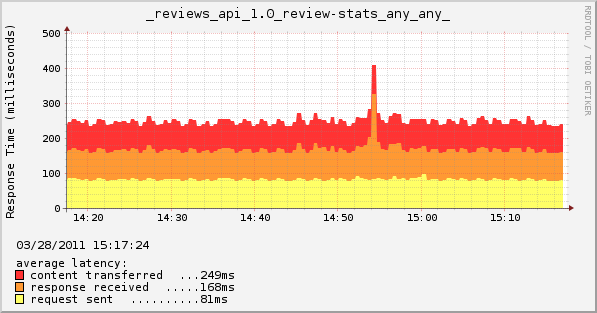 _reviews_api_1.0_review-stats_any_any_
RRDTOOL / TOBI OETIKER
Response Time (milliseconds)
500
400
300
200
100
0
14:20 14:30 14:40 14:50 15:00 15:10
03/28/2011 15:17:24
average latency:
content transferred ...249ms
response received .....168ms
request sent ..........81ms